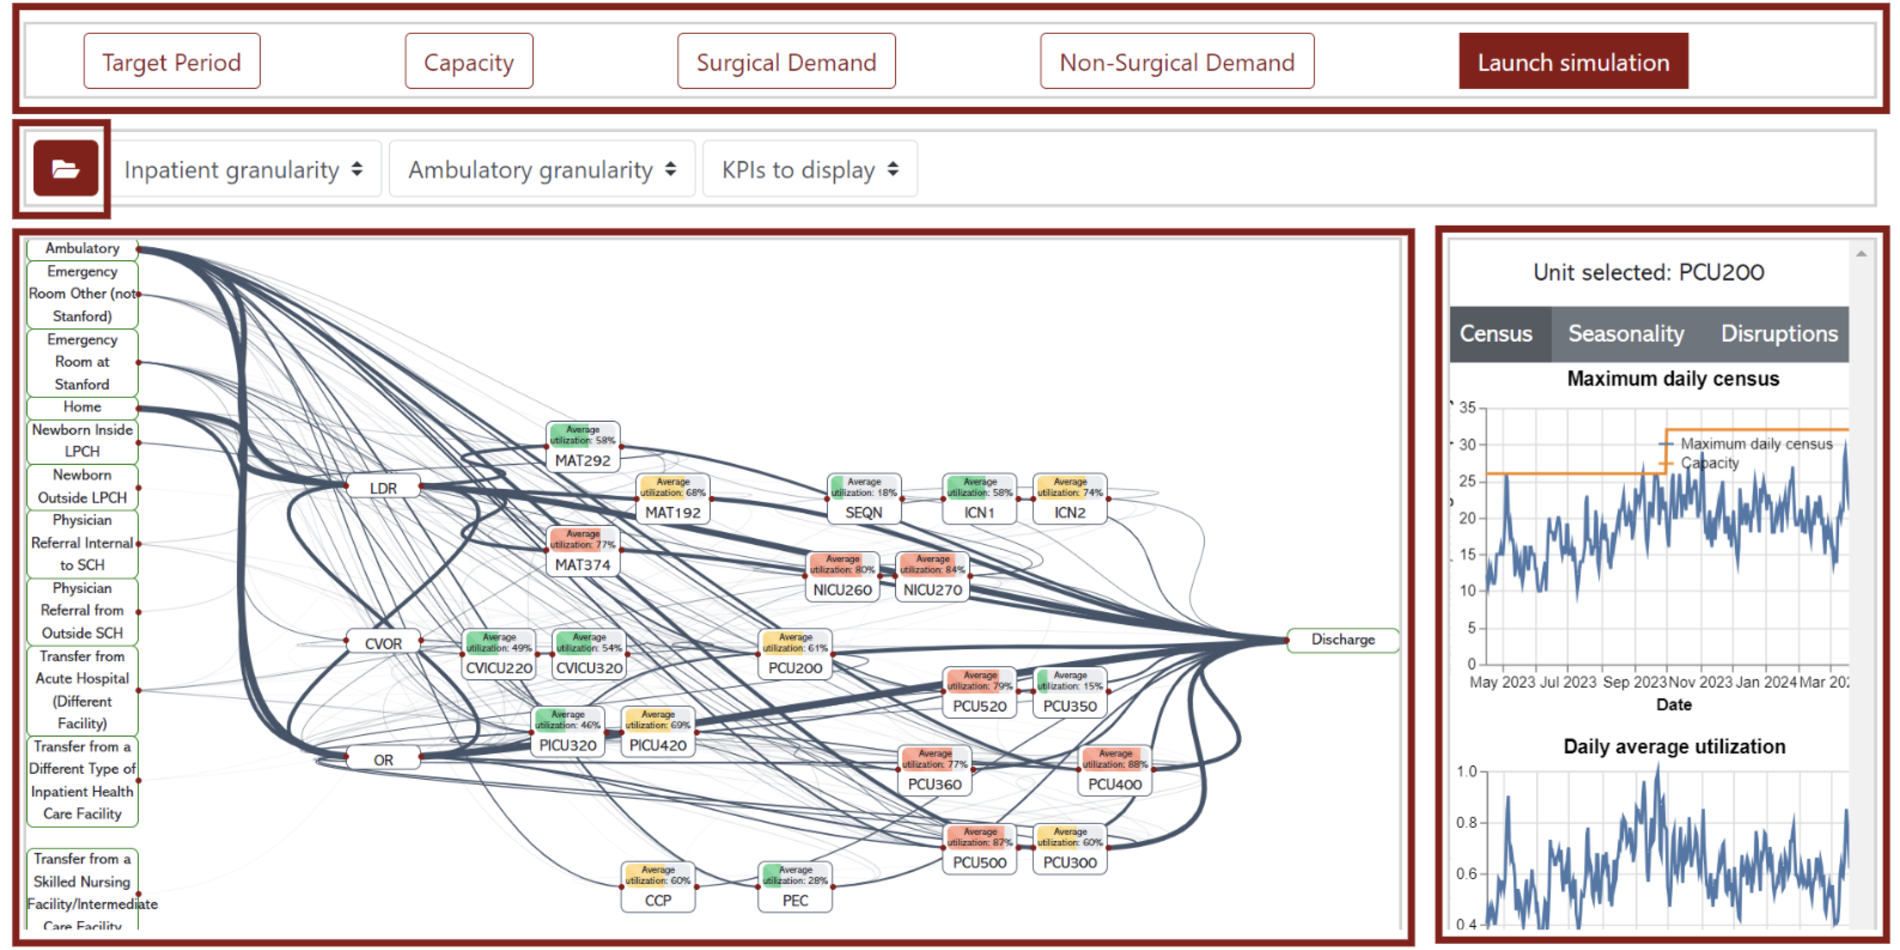 Target Period
Capacity
Surgical Demand
Non-Surgical Demand
Launch simulation
Inpatient granularity
Ambulatory granularity
KPIs to display
Ambulatory
Emergency
Room Other (not
Stanford)
Emergency
Room at
Stanford
Home
Newborn Inside
LPCH
Newborn
Outside LPCH
Physician
Referral Internal
to SCH
Physician
Referral from
Outside SCH
Transfer from
Acute Hospital
(Different
Facility)
Transfer from a
Different Type of
Inpatient Health
Care Facility
Transfer from a
Skilled Nursing
Facility/Intermediate
Care Facility
LDR
CVOR
OR
Average
utilization: 58%
MAT292
Average
utilization: 68%
MAT192
Average
utilization: 77%
MAT374
Average
utilization: 18%
SEQN
Average
utilization: 58%
ICN1
Average
utilization: 74%
ICN2
Average
utilization: 80%
NICU260
Average
utilization: 84%
NICU270
Average
utilization: 49%
CVICU220
Average
utilization: 54%
CVICU320
Average
utilization: 61%
PCU200
Average
utilization: 79%
PCU520
Average
utilization: 15%
PCU350
Average
utilization: 46%
PICU320
Average
utilization: 69%
PICU420
Average
utilization: 77%
PCU360
Average
utilization: 88%
PCU400
Average
utilization: 87%
PCU500
Average
utilization: 60%
PCU300
Average
utilization: 60%
CCP
Average
utilization: 28%
PEC
Discharge
Unit selected: PCU200
Census Seasonality Disruptions
Maximum daily census
35
30
25
20
15
10
5
0
Maximum daily census
Capacity
May 2023 Jul 2023 Sep 2023 Nov 2023 Jan 2024 Mar 202
Date
Daily average utilization
1.0
0.8
0.6
0.4